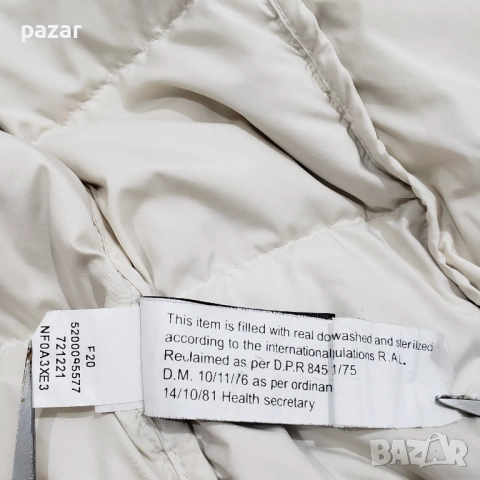 pazar
F20
5200095577
721221
NF0A3XE3
This item is filled with real dowashed and sterilized
according to the internationalulations R.AL.
Reclaimed as per D.P.R 845 1/75
D.M. 10/11/76 as per ordinan
14/10/81 Health secretary
BAZAR